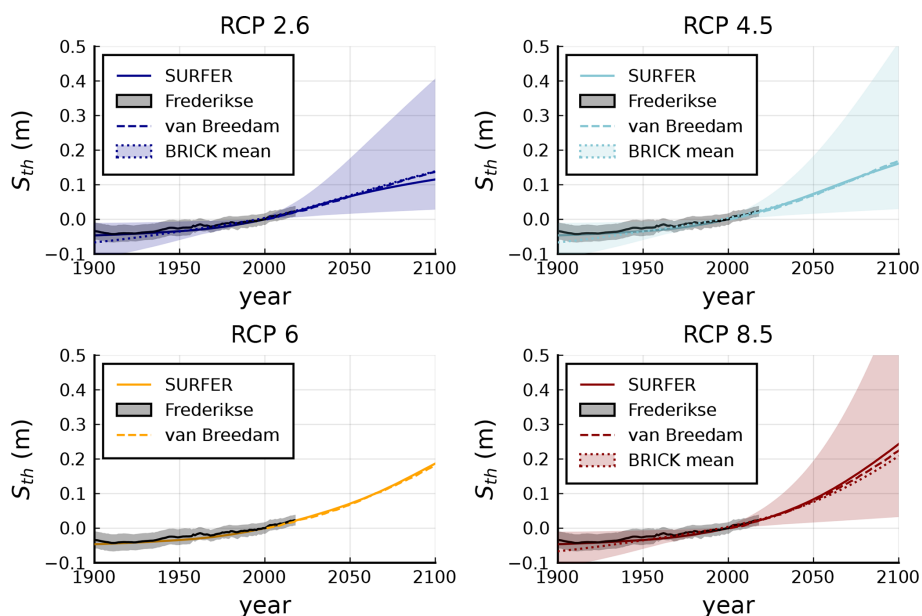 RCP 2.6
0.5
0.4
0.3
0.2
0.1
0.0
−0.1
S_th (m)
SURFER
Frederikse
van Breedam
BRICK mean
1900
1950
2000
2050
2100
year
RCP 4.5
0.5
0.4
0.3
0.2
0.1
0.0
−0.1
S_th (m)
SURFER
Frederikse
van Breedam
BRICK mean
1900
1950
2000
2050
2100
year
RCP 6
0.5
0.4
0.3
0.2
0.1
0.0
−0.1
S_th (m)
SURFER
Frederikse
van Breedam
1900
1950
2000
2050
2100
year
RCP 8.5
0.5
0.4
0.3
0.2
0.1
0.0
−0.1
S_th (m)
SURFER
Frederikse
van Breedam
BRICK mean
1900
1950
2000
2050
2100
year